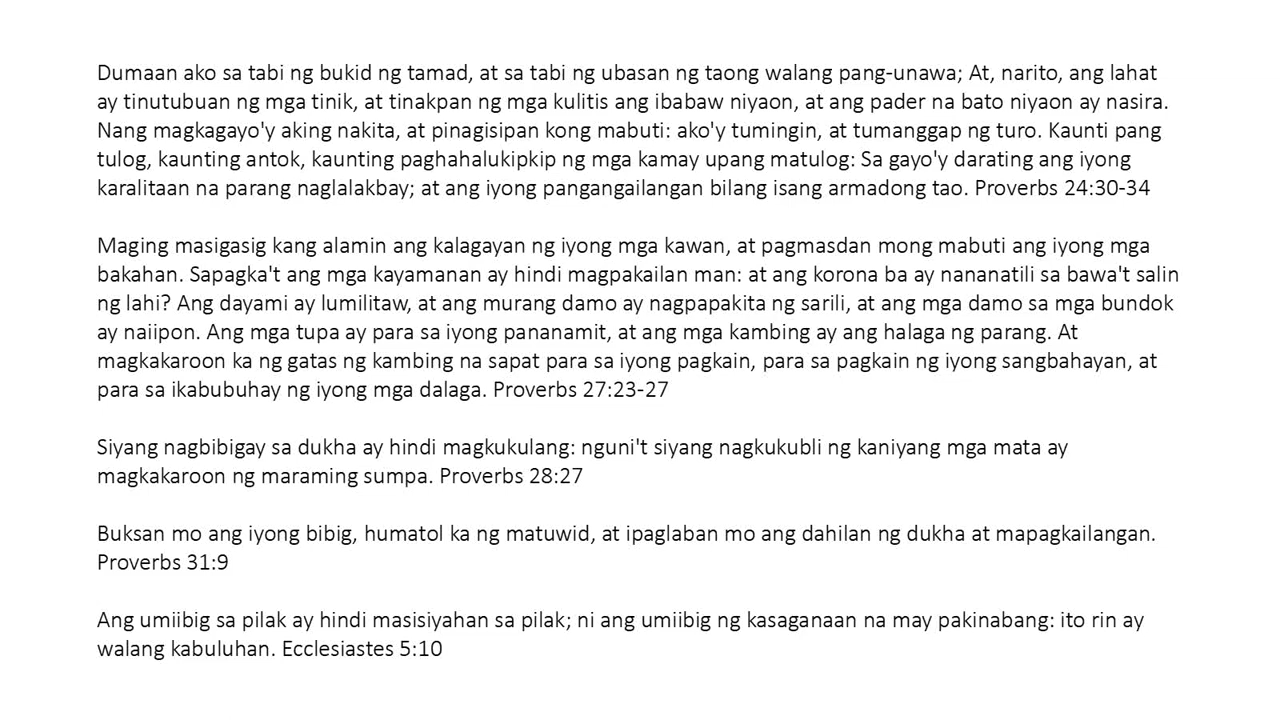 Dumaan ako sa tabi ng bukid ng tamad, at sa tabi ng ubasan ng taong walang pang-unawa; At, narito, ang lahat
ay tinutubuan ng mga tinik, at tinakpan ng mga kulitis ang ibabaw niyaon, at ang pader na bato niyaon ay nasira.
Nang magkagayo'y aking nakita, at pinagisipan kong mabuti: ako'y tumingin, at tumanggap ng turo. Kaunti pang
tulog, kaunting antok, kaunting paghahalukipkip ng mga kamay upang matulog: Sa gayo'y darating ang iyong
karalitaan na parang naglalakbay; at ang iyong pangangailangan bilang isang armadong tao. Proverbs 24:30-34
Maging masigasig kang alamin ang kalagayan ng iyong mga kawan, at pagmasdan mong mabuti ang iyong mga
bakahan. Sapagka't ang mga kayamanan ay hindi magpakailan man: at ang korona ba ay nananatili sa bawa't salin
ng lahi? Ang dayami ay lumilitaw, at ang murang damo ay nagpapakita ng sarili, at ang mga damo sa mga bundok
ay naiipon. Ang mga tupa ay para sa iyong pananamit, at ang mga kambing ay ang halaga ng parang. At
magkakaroon ka ng gatas ng kambing na sapat para sa iyong pagkain, para sa pagkain ng iyong sangbahayan, at
para sa ikabubuhay ng iyong mga dalaga. Proverbs 27:23-27
Siyang nagbibigay sa dukha ay hindi magkukulang: nguni't siyang nagkukubli ng kaniyang mga mata ay
magkakaroon ng maraming sumpa. Proverbs 28:27
Buksan mo ang iyong bibig, humatol ka ng matuwid, at ipaglaban mo ang dahilan ng dukha at mapagkailangan.
Proverbs 31:9
Ang umiibig sa pilak ay hindi masisiyahan sa pilak; ni ang umiibig ng kasaganaan na may pakinabang: ito rin ay
walang kabuluhan. Ecclesiastes 5:10